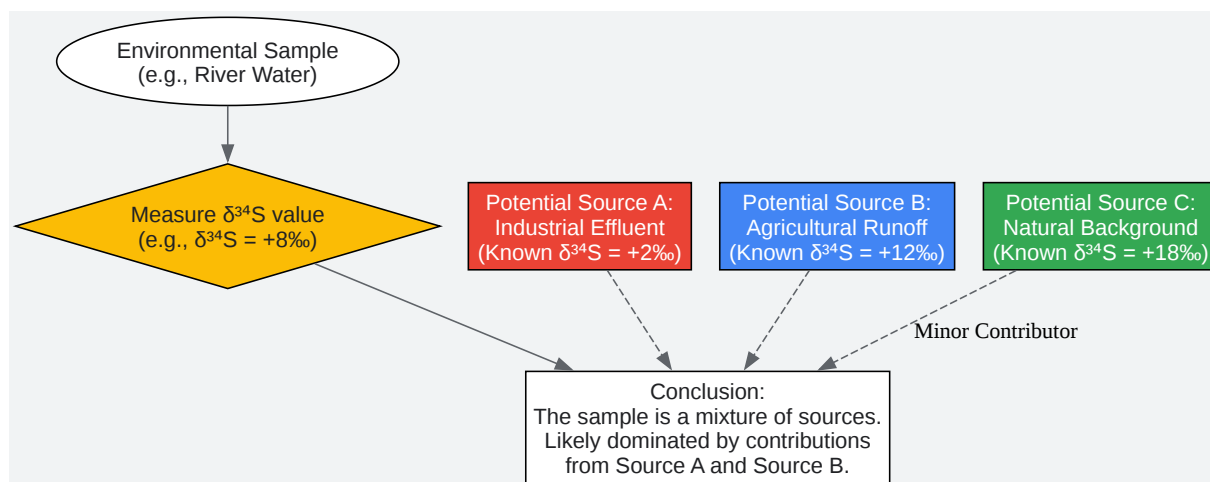 Environmental Sample
(e.g., River Water)
Measure δ³⁴S value
(e.g., δ³⁴S = +8‰)
Potential Source A:
Industrial Effluent
(Known δ³⁴S = +2‰)
Potential Source B:
Agricultural Runoff
(Known δ³⁴S = +12‰)
Potential Source C:
Natural Background
(Known δ³⁴S = +18‰)
Minor Contributor
Conclusion:
The sample is a mixture of sources.
Likely dominated by contributions
from Source A and Source B.